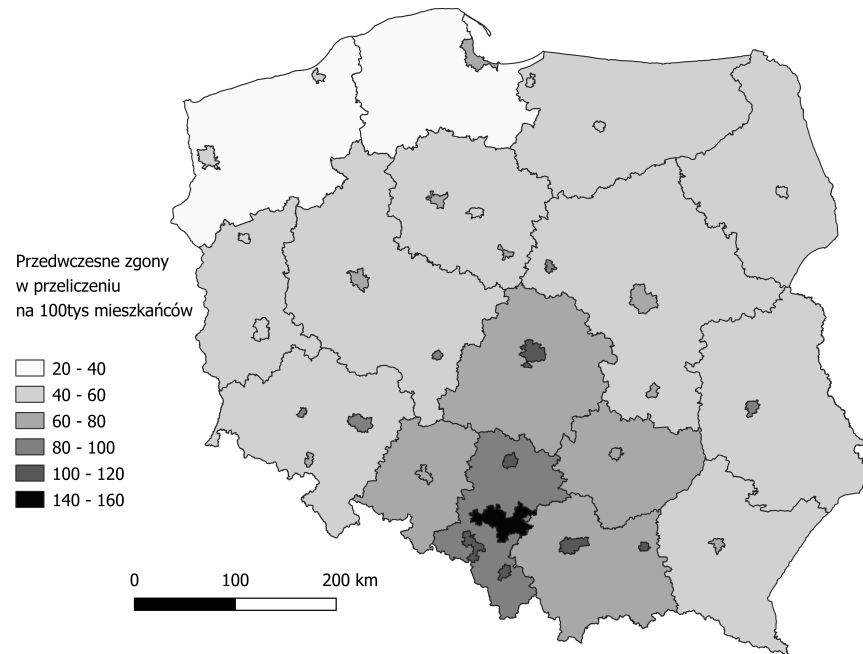 Przedwczesne zgony
w przeliczeniu
na 100tys mieszkańców
20 - 40
40 - 60
60 - 80
80 - 100
100 - 120
140 - 160
0 100 200 km